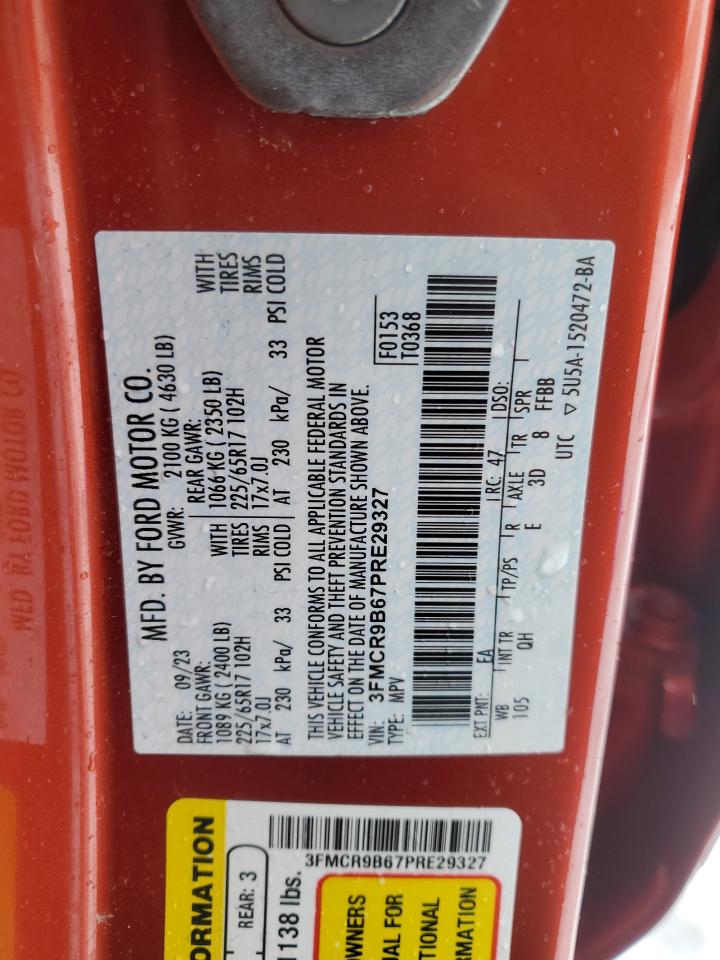 MFD. BY FORD MOTOR CO.
DATE: 09/23 GVWR: 2100 KG ( 4630 LB)
FRONT GAWR: REAR GAWR:
1089 KG ( 2400 LB) WITH 1066 KG ( 2350 LB) WITH
225/65R17 102H TIRES 225/65R17 102H TIRES
17x7.0J RIMS 17x7.0J RIMS
AT 230 kPa/ 33 PSI COLD AT 230 kPa/ 33 PSI COLD
THIS VEHICLE CONFORMS TO ALL APPLICABLE FEDERAL MOTOR
VEHICLE SAFETY AND THEFT PREVENTION STANDARDS IN
EFFECT ON THE DATE OF MANUFACTURE SHOWN ABOVE.
VIN: 3FMCR9B67PRE29327
TYPE: MPV
F0153
T0368
EXT PNT: EA RC: 47 DSO:
WB INT TR TP/PS R AXLE TR SPR
105 QH E 3D 8 FFBB
UTC ▽ 5U5A-1520472-BA
ORMATION
REAR: 3
1138 lbs.
3FMCR9B67PRE29327
OWNERS
UAL FOR
TIONAL
RMATION